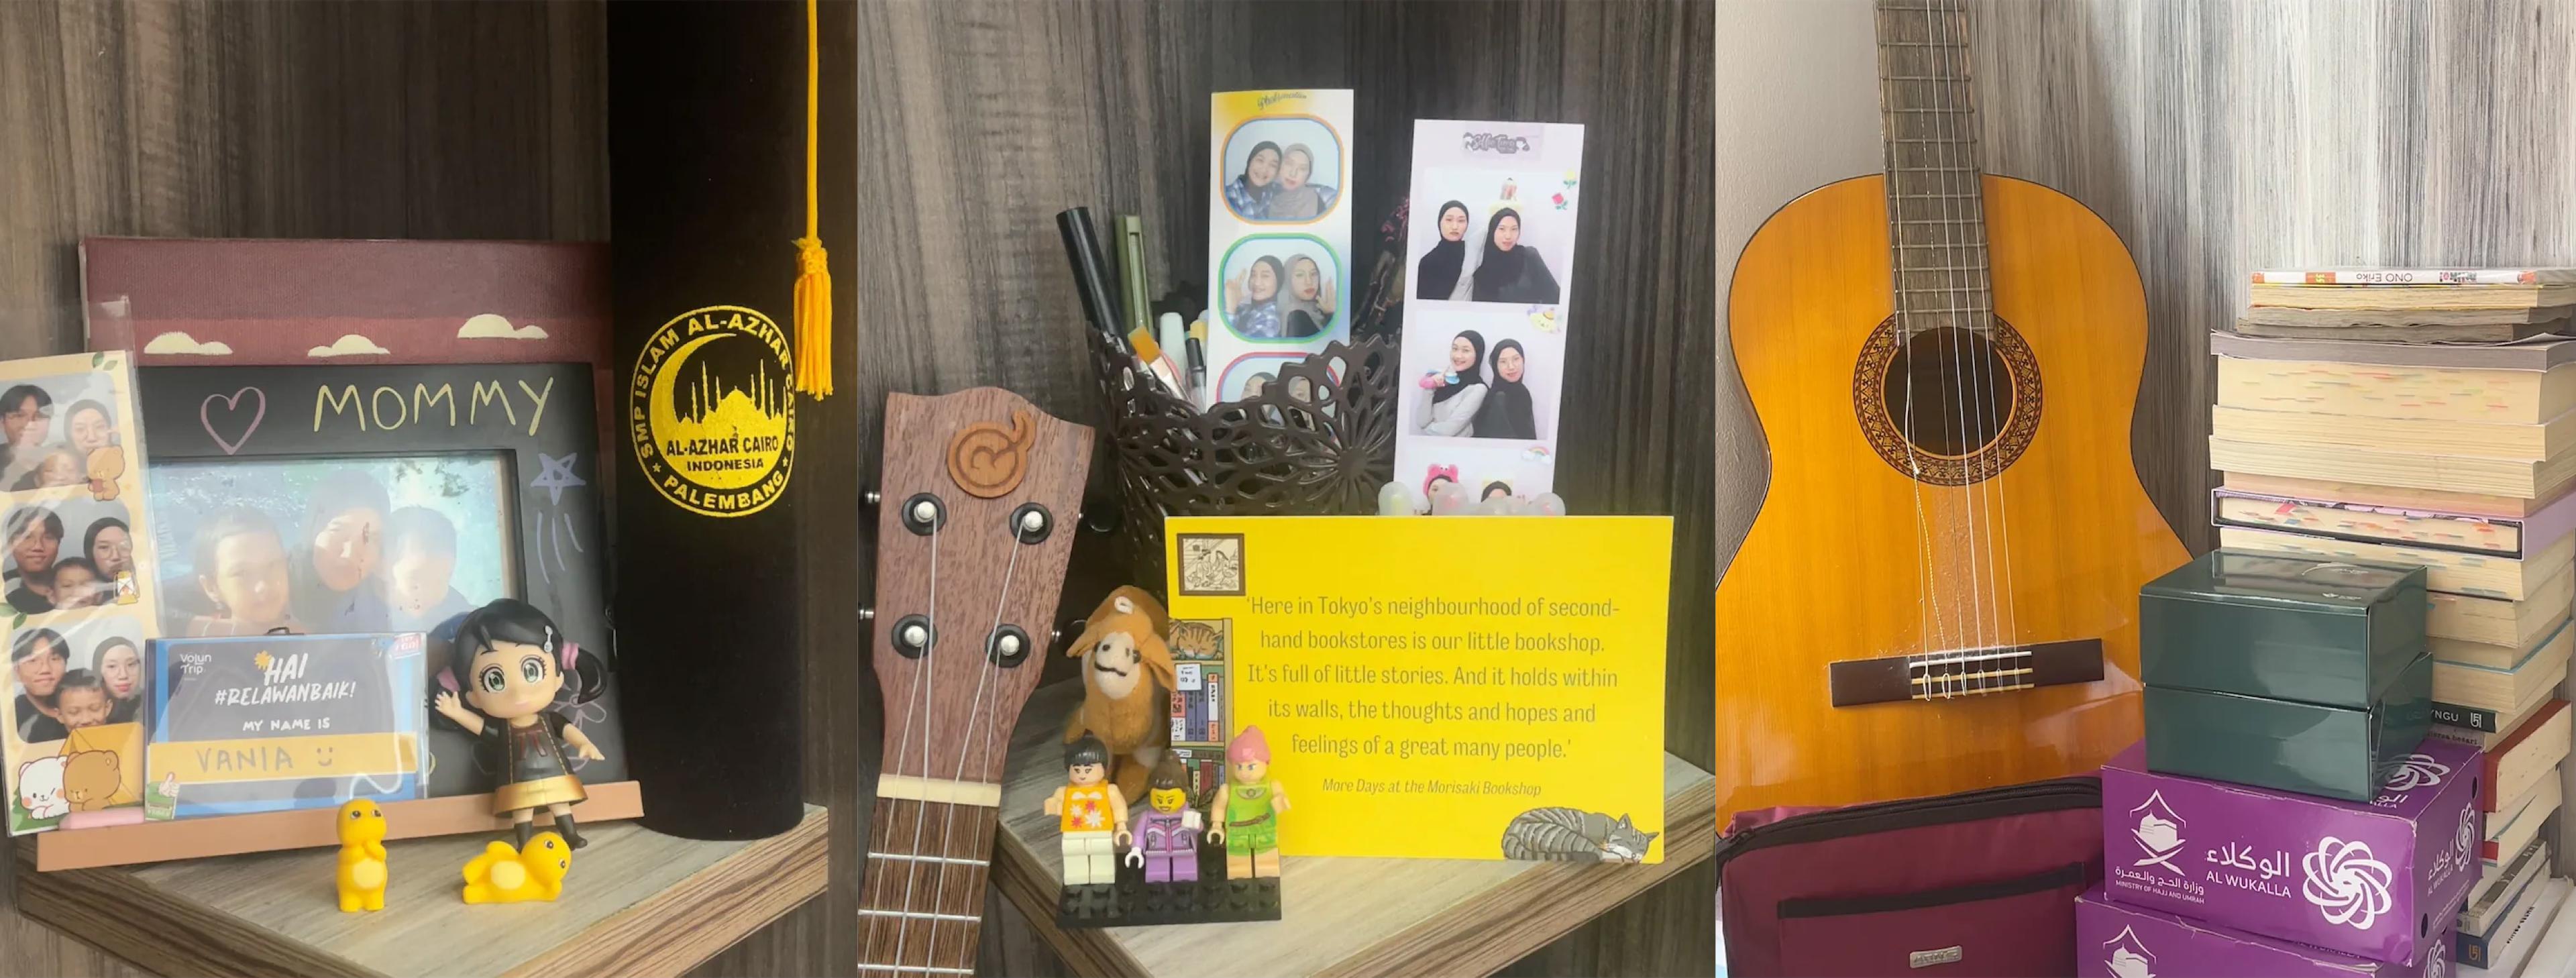 MOMMY
Volun
Trip
HAI
#RELAWANBAIK!
MY NAME IS
VANIA
SMP ISLAM AL-AZHAR CAIRO
AL-AZHAR CAIRO
INDONESIA
PALEMBANG
'Here in Tokyo's neighbourhood of second-
hand bookstores is our little bookshop.
It's full of little stories. And it holds within
its walls, the thoughts and hopes and
feelings of a great many people.'
More Days at the Morisaki Bookshop
ONO Eriko
وزارة الحج والعمرة
MINISTRY OF HAJJ AND UMRAH
الوكلاء
AL WUKALLA